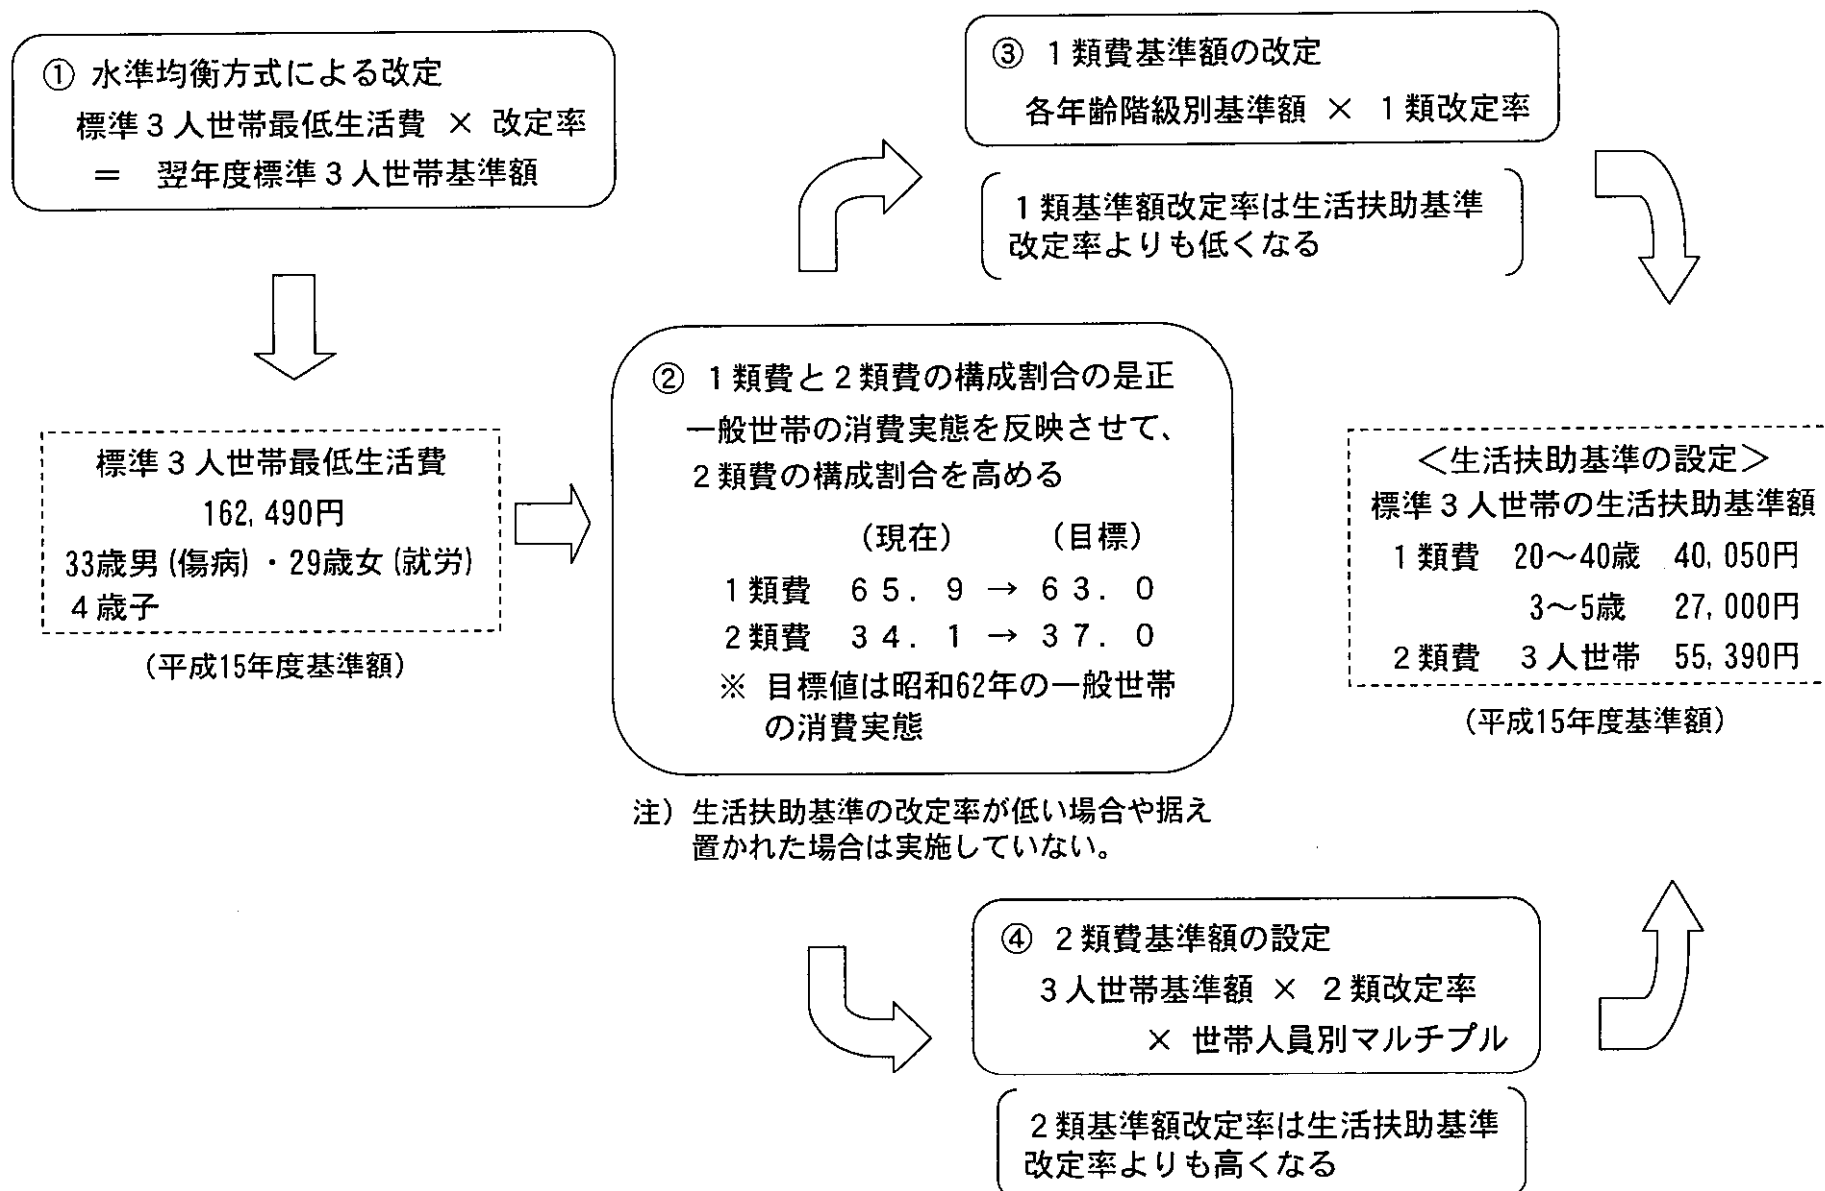 ① 水準均衡方式による改定
標準３人世帯最低生活費 × 改定率
＝ 翌年度標準３人世帯基準額
標準３人世帯最低生活費
162,490円
33歳男(傷病)・29歳女(就労)
４歳子
(平成15年度基準額)
② １類費と２類費の構成割合の是正
一般世帯の消費実態を反映させて、
２類費の構成割合を高める
(現在) (目標)
１類費 ６５．９ → ６３．０
２類費 ３４．１ → ３７．０
※ 目標値は昭和62年の一般世帯
の消費実態
注) 生活扶助基準の改定率が低い場合や据え
置かれた場合は実施していない。
③ １類費基準額の改定
各年齢階級別基準額 × １類改定率
１類基準額改定率は生活扶助基準
改定率よりも低くなる
④ ２類費基準額の設定
３人世帯基準額 × ２類改定率
× 世帯人員別マルチプル
２類基準額改定率は生活扶助基準
改定率よりも高くなる
＜生活扶助基準の設定＞
標準３人世帯の生活扶助基準額
１類費 20～40歳 40,050円
3～5歳 27,000円
２類費 ３人世帯 55,390円
(平成15年度基準額)